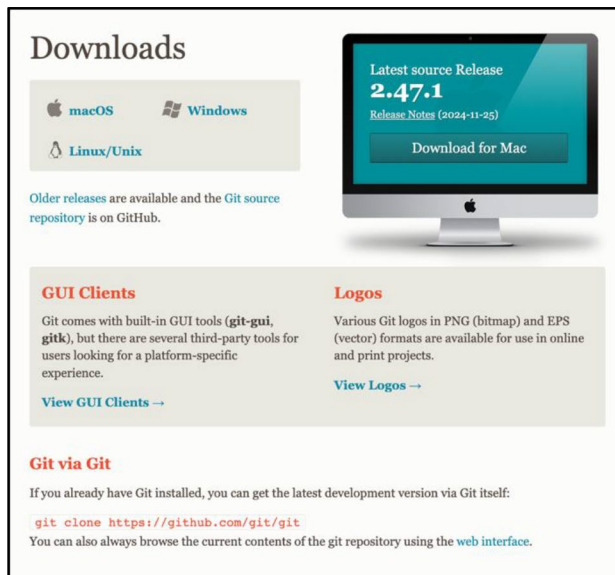 Downloads
macOS
Windows
Linux/Unix
Older releases are available and the Git source
repository is on GitHub.
Latest source Release
2.47.1
Release Notes (2024-11-25)
Download for Mac
GUI Clients
Git comes with built-in GUI tools (git-gui,
gitk), but there are several third-party tools for
users looking for a platform-specific
experience.
View GUI Clients →
Logos
Various Git logos in PNG (bitmap) and EPS
(vector) formats are available for use in online
and print projects.
View Logos →
Git via Git
If you already have Git installed, you can get the latest development version via Git itself:
git clone https://github.com/git/git
You can also always browse the current contents of the git repository using the web interface.